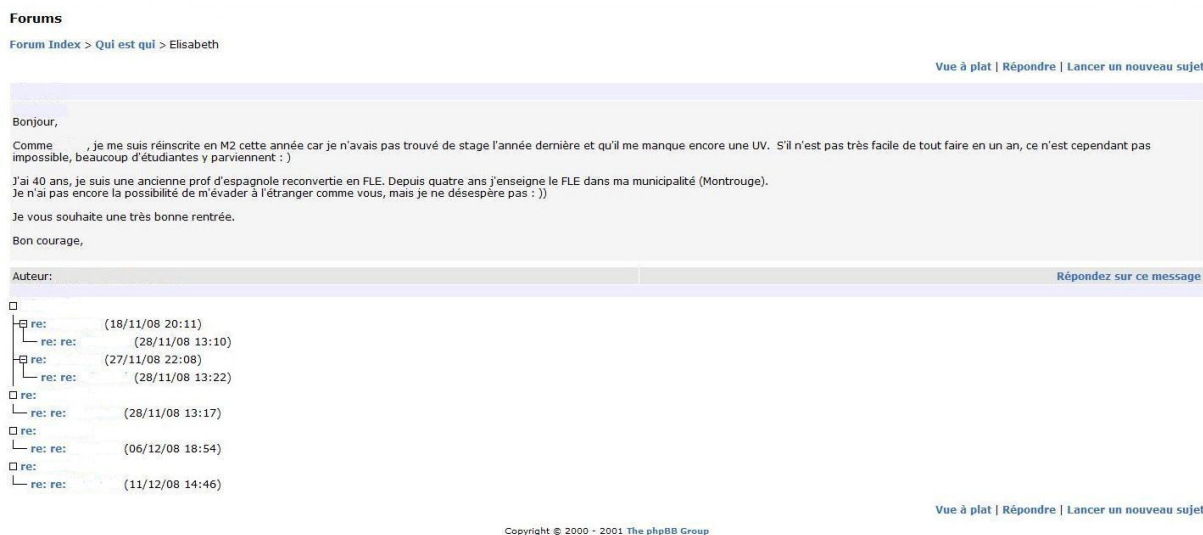 Forums
Forum Index > Qui est qui > Elisabeth
Vue à plat | Répondre | Lancer un nouveau sujet
Bonjour,
Comme , je me suis réinscrite en M2 cette année car je n'avais pas trouvé de stage l'année dernière et qu'il me manque encore une UV. S'il n'est pas très facile de tout faire en un an, ce n'est cependant pas
impossible, beaucoup d'étudiantes y parviennent : )
J'ai 40 ans, je suis une ancienne prof d'espagnole reconvertie en FLE. Depuis quatre ans j'enseigne le FLE dans ma municipalité (Montrouge).
Je n'ai pas encore la possibilité de m'évader à l'étranger comme vous, mais je ne désespère pas : ))
Je vous souhaite une très bonne rentrée.
Bon courage,
Auteur: Répondez sur ce message
re: (18/11/08 20:11)
re: re: (28/11/08 13:10)
re: (27/11/08 22:08)
re: re: (28/11/08 13:22)
re:
re: re: (28/11/08 13:17)
re:
re: re: (06/12/08 18:54)
re:
re: re: (11/12/08 14:46)
Vue à plat | Répondre | Lancer un nouveau sujet
Copyright © 2000 - 2001 The phpBB Group